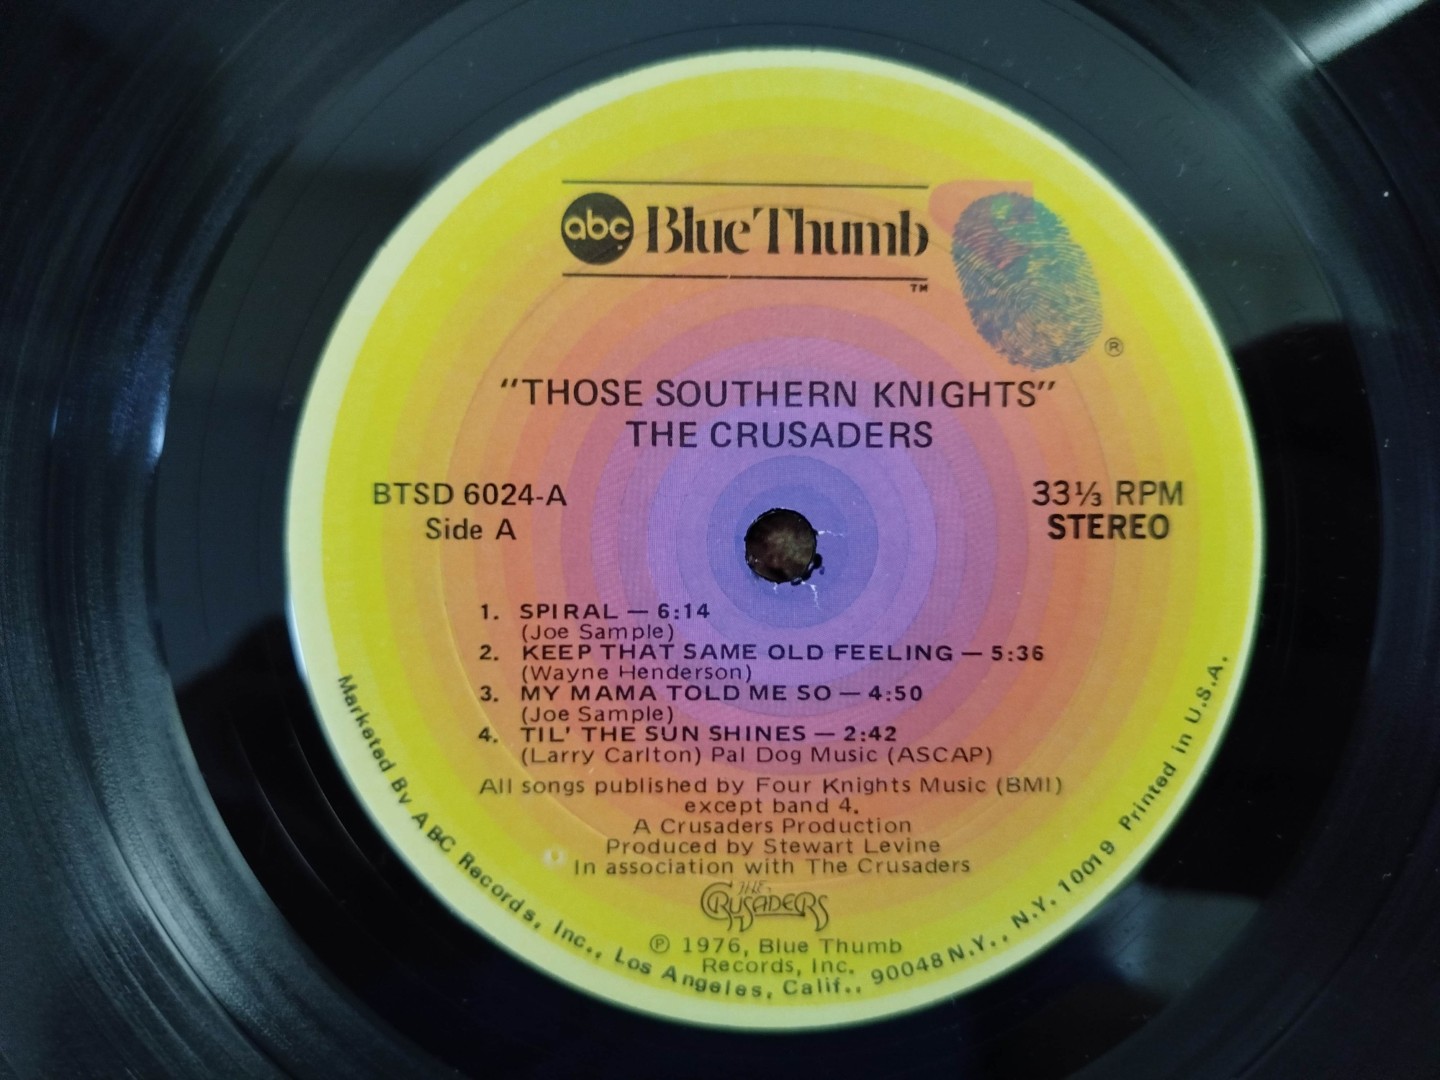 abc Blue Thumb
TM
®
"THOSE SOUTHERN KNIGHTS"
THE CRUSADERS
BTSD 6024-A
Side A
33⅓ RPM
STEREO
1. SPIRAL — 6:14
(Joe Sample)
2. KEEP THAT SAME OLD FEELING — 5:36
(Wayne Henderson)
3. MY MAMA TOLD ME SO — 4:50
(Joe Sample)
4. TIL' THE SUN SHINES — 2:42
(Larry Carlton) Pal Dog Music (ASCAP)
All songs published by Four Knights Music (BMI)
except band 4.
A Crusaders Production
Produced by Stewart Levine
In association with The Crusaders
THE CRUSADERS
℗ 1976, Blue Thumb
Records, Inc.
Marketed By ABC Records, Inc., Los Angeles, Calif., 90048 N.Y., N.Y. 10019 Printed in U.S.A.